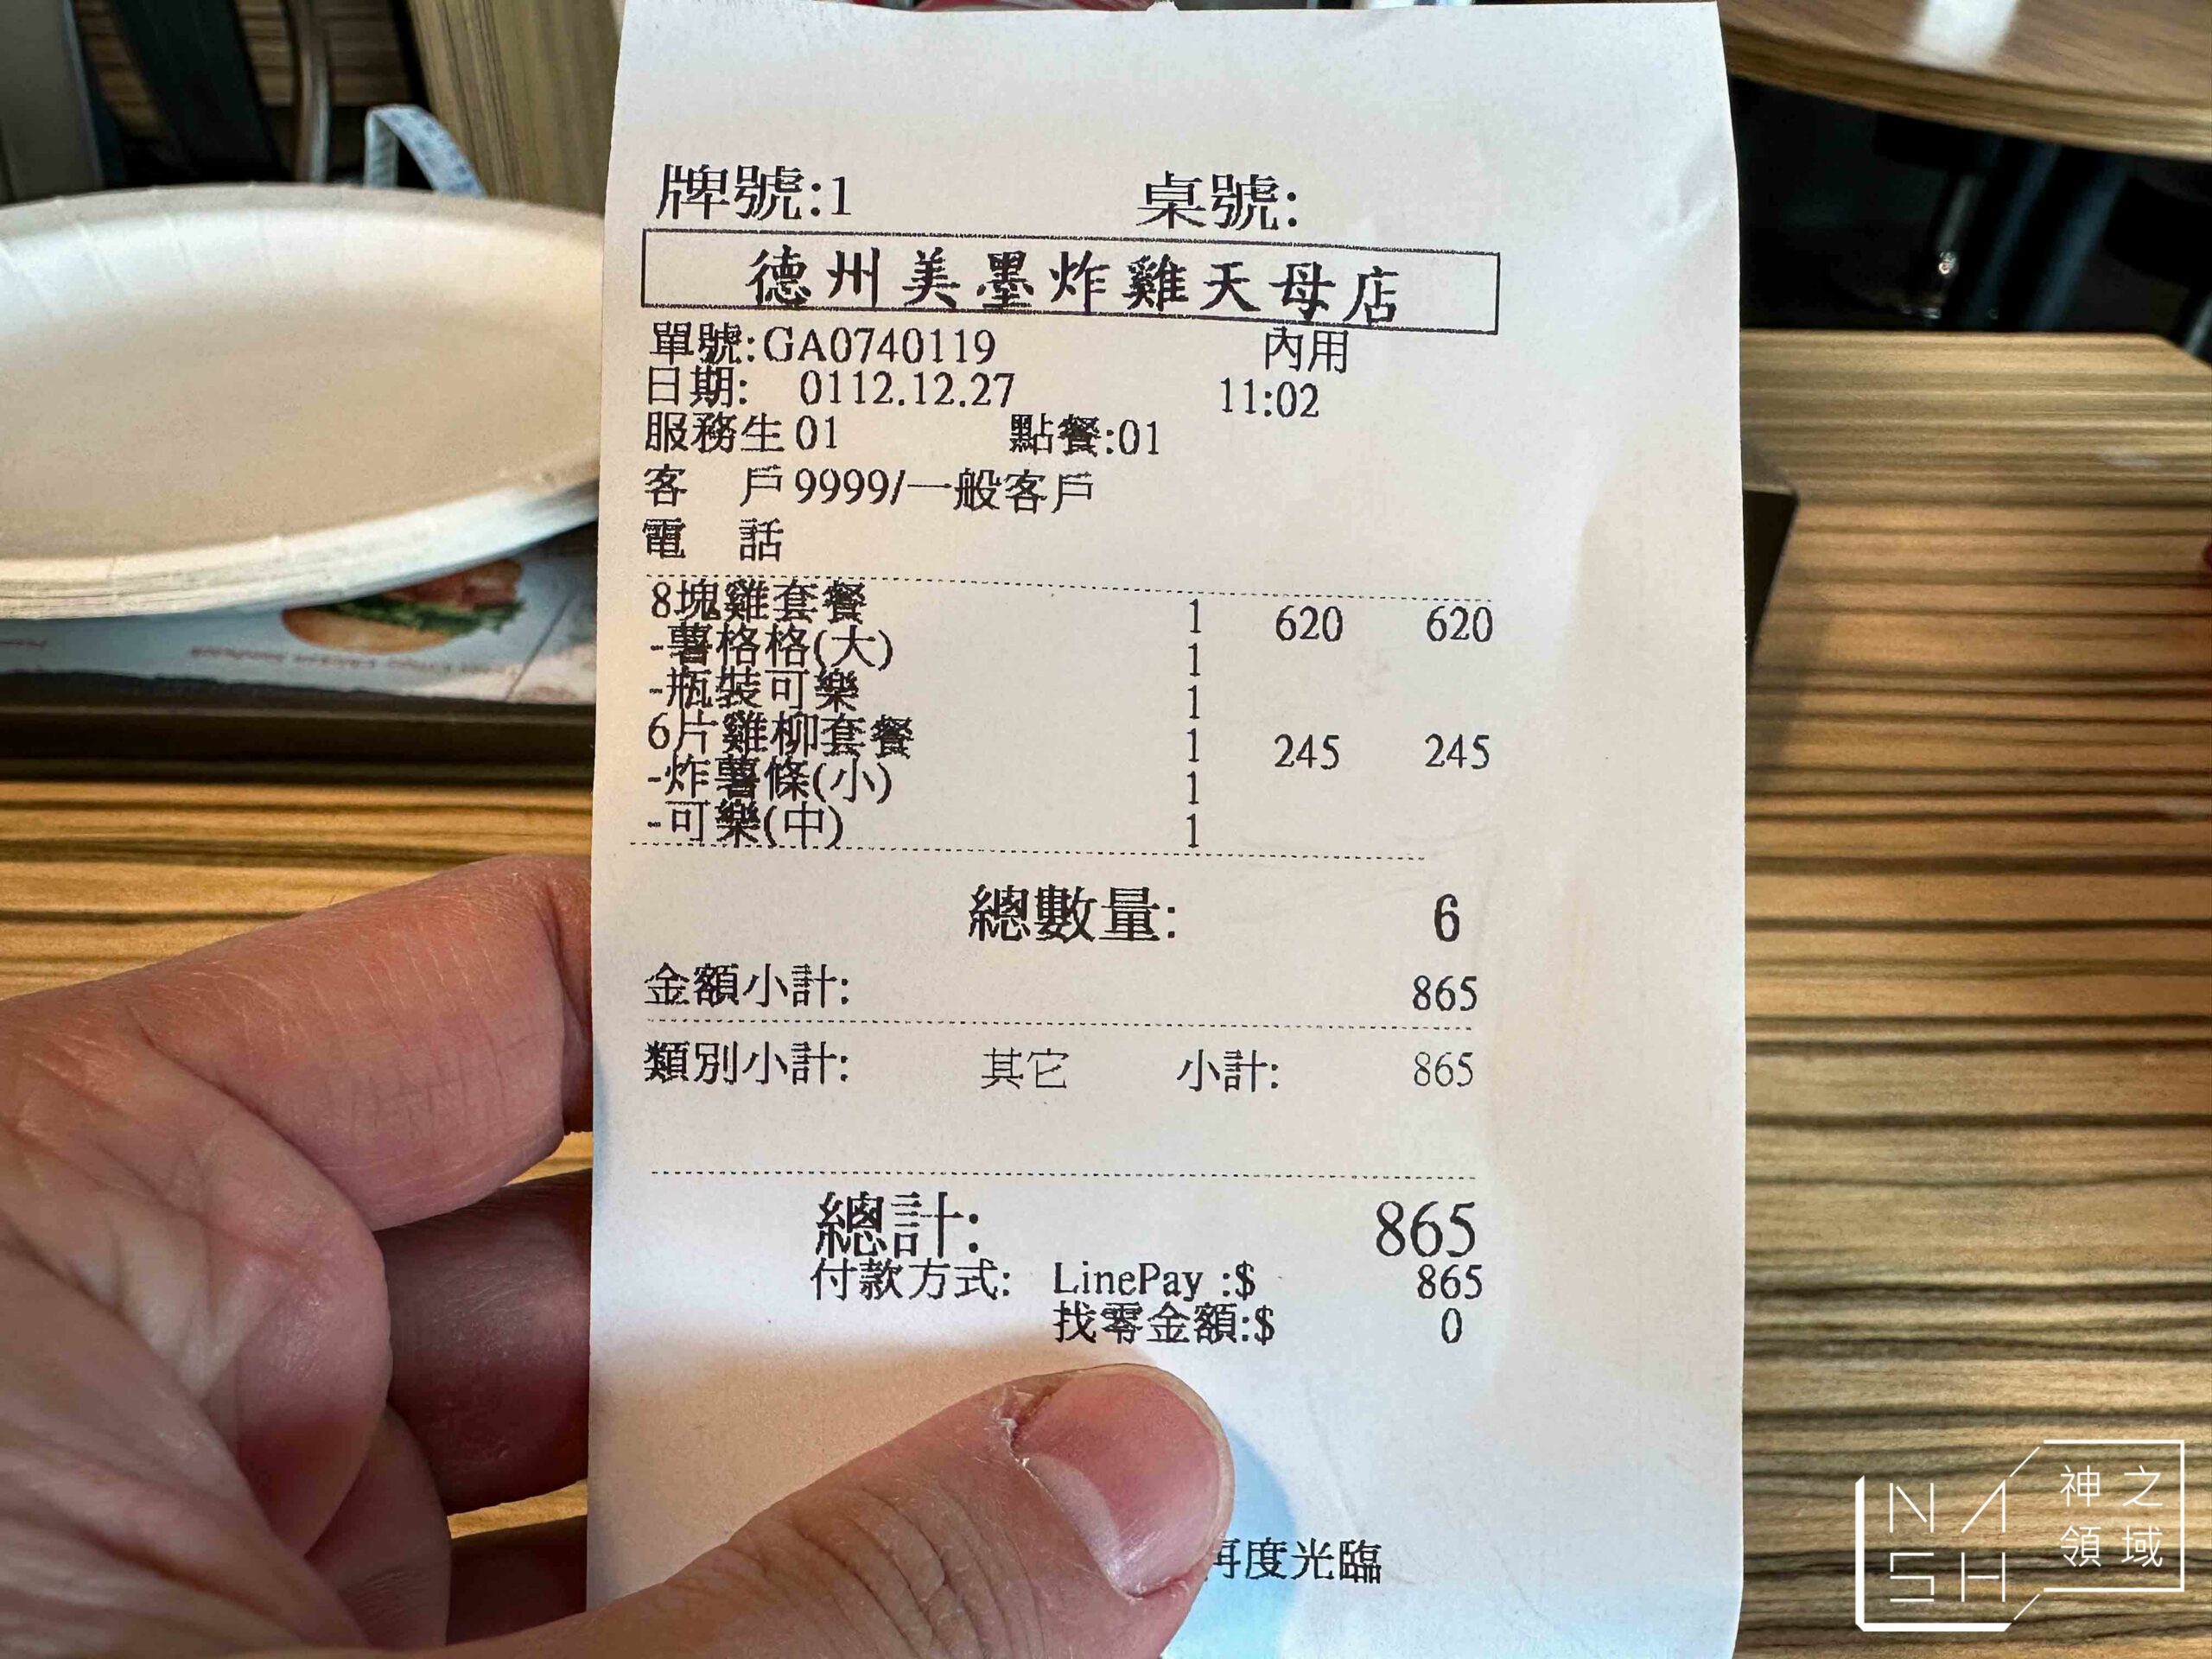 牌號:1 桌號:
德州美墨炸雞天母店
單號:GA0740119 內用
日期: 0112.12.27 11:02
服務生01 點餐:01
客 戶9999/一般客戶
電 話
8塊雞套餐 1 620 620
-薯格格(大) 1
-瓶裝可樂 1
6片雞柳套餐 1 245 245
-炸薯條(小) 1
-可樂(中) 1
總數量: 6
金額小計: 865
類別小計: 其它 小計: 865
總計: 865
付款方式: LinePay :$ 865
找零金額:$ 0
再度光臨
NASH 神之領域